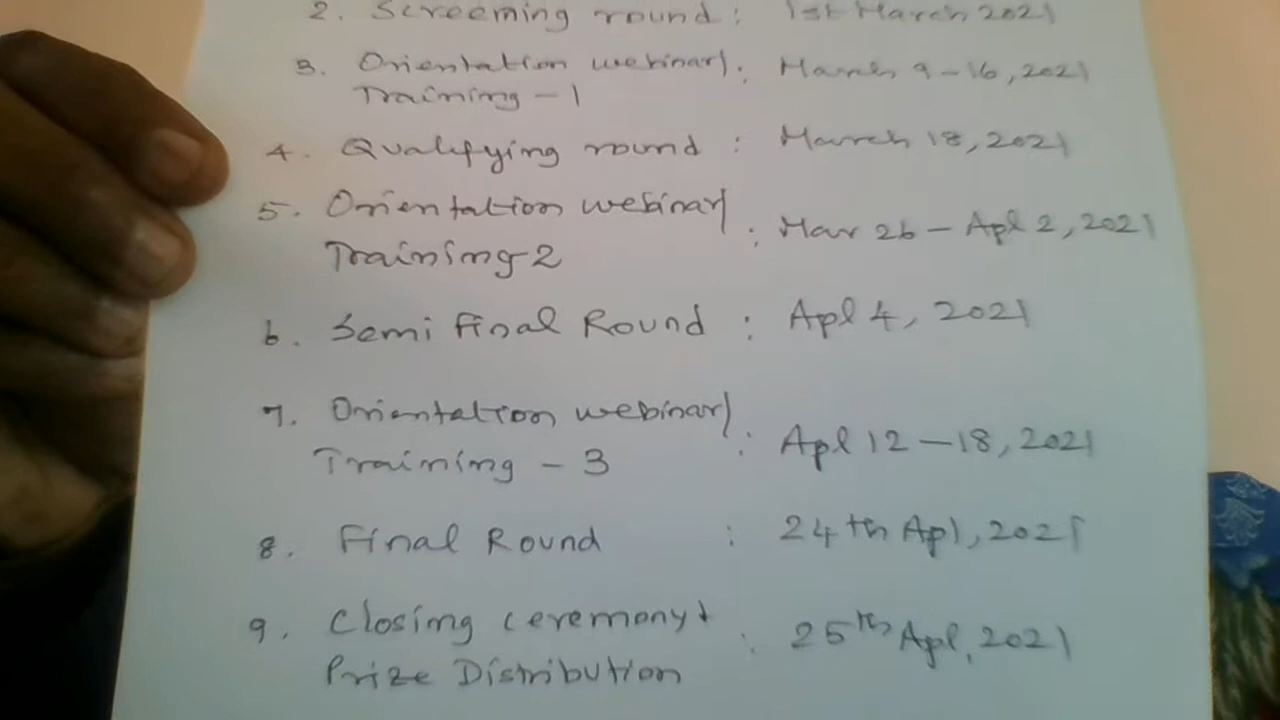 2. Screening round : 1st March 2021
3. Orientation webinar/ : March 9-16, 2021
Training - 1
4. Qualifying round : March 18, 2021
5. Orientation webinar/ : Mar 26 - Apl 2, 2021
Training-2
6. Semi final Round : Apl 4, 2021
7. Orientation webinar/ : Apl 12-18, 2021
Training - 3
8. Final Round : 24th Apl, 2021
9. Closing Ceremony + : 25th Apl, 2021
Prize Distribution